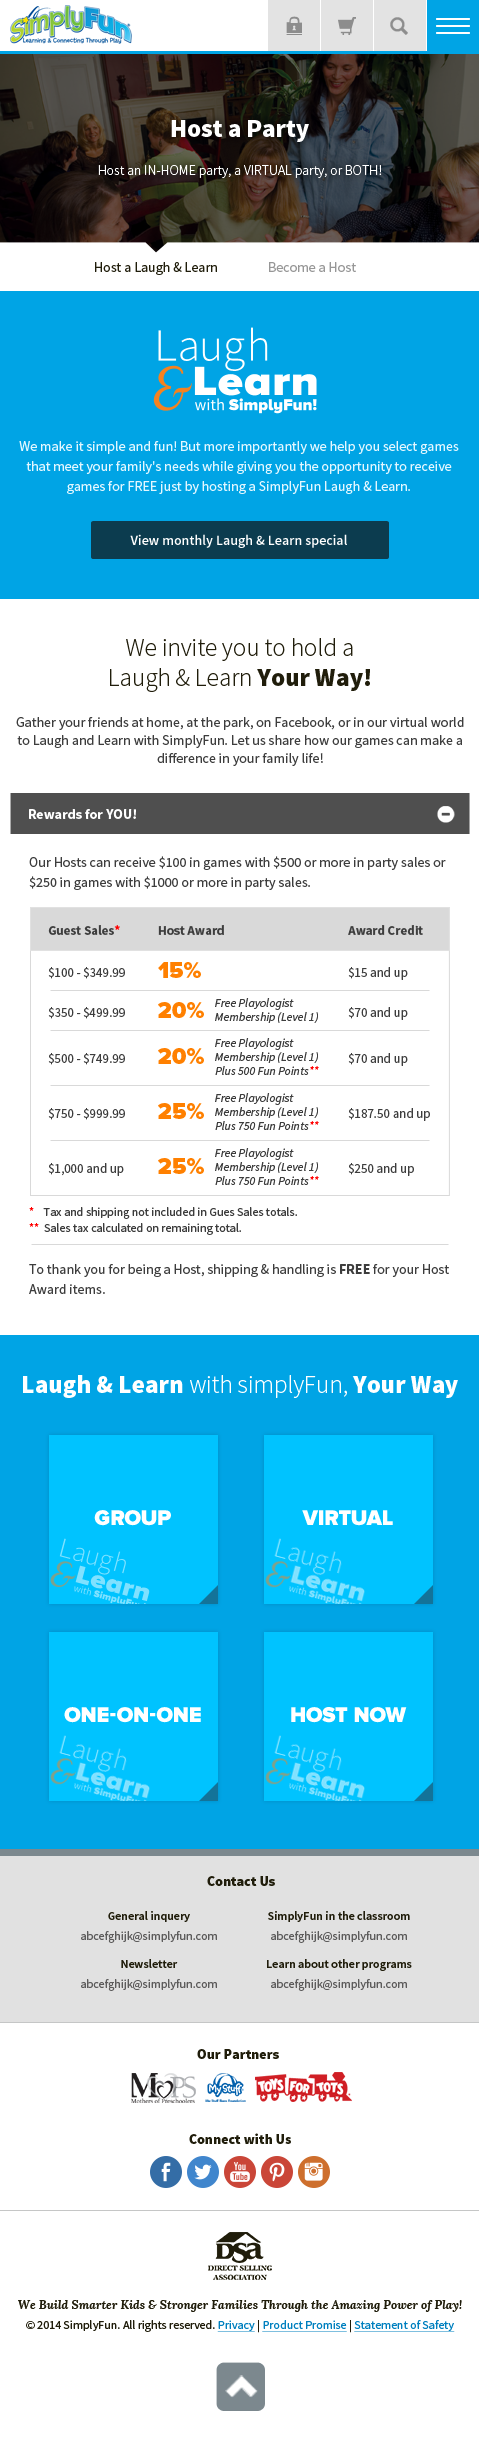 simplyFun
Learning & Connecting Through Play
Host a Party
Host an IN-HOME party, a VIRTUAL party, or BOTH!
Host a Laugh & Learn
Become a Host
Laugh
&Learn
with SimplyFun!
We make it simple and fun! But more importantly we help you select games
that meet your family's needs while giving you the opportunity to receive
games for FREE just by hosting a SimplyFun Laugh & Learn.
View monthly Laugh & Learn special
We invite you to hold a
Laugh & Learn Your Way!
Gather your friends at home, at the park, on Facebook, or in our virtual world
to Laugh and Learn with SimplyFun. Let us share how our games can make a
difference in your family life!
Rewards for YOU!
Our Hosts can receive $100 in games with $500 or more in party sales or
$250 in games with $1000 or more in party sales.
Guest Sales* Host Award Award Credit
$100 - $349.99 15% $15 and up
$350 - $499.99 20% Free Playologist
Membership (Level 1) $70 and up
$500 - $749.99 20% Free Playologist
Membership (Level 1)
Plus 500 Fun Points** $70 and up
$750 - $999.99 25% Free Playologist
Membership (Level 1)
Plus 750 Fun Points** $187.50 and up
$1,000 and up 25% Free Playologist
Membership (Level 1)
Plus 750 Fun Points** $250 and up
* Tax and shipping not included in Gues Sales totals.
** Sales tax calculated on remaining total.
To thank you for being a Host, shipping & handling is FREE for your Host
Award items.
Laugh & Learn with simplyFun, Your Way
GROUP
Laugh
&Learn
with SimplyFun!
VIRTUAL
Laugh
&Learn
with SimplyFun!
ONE-ON-ONE
Laugh
&Learn
with SimplyFun!
HOST NOW
Laugh
&Learn
with SimplyFun!
Contact Us
General inquery
abcefghijk@simplyfun.com
SimplyFun in the classroom
abcefghijk@simplyfun.com
Newsletter
abcefghijk@simplyfun.com
Learn about other programs
abcefghijk@simplyfun.com
Our Partners
MOPS
Mothers of Preschoolers
My Stuff
TOYS FOR TOTS
Connect with Us
f
You
Tube
DSA
DIRECT SELLING
ASSOCIATION
We Build Smarter Kids & Stronger Families Through the Amazing Power of Play!
© 2014 SimplyFun. All rights reserved. Privacy | Product Promise | Statement of Safety